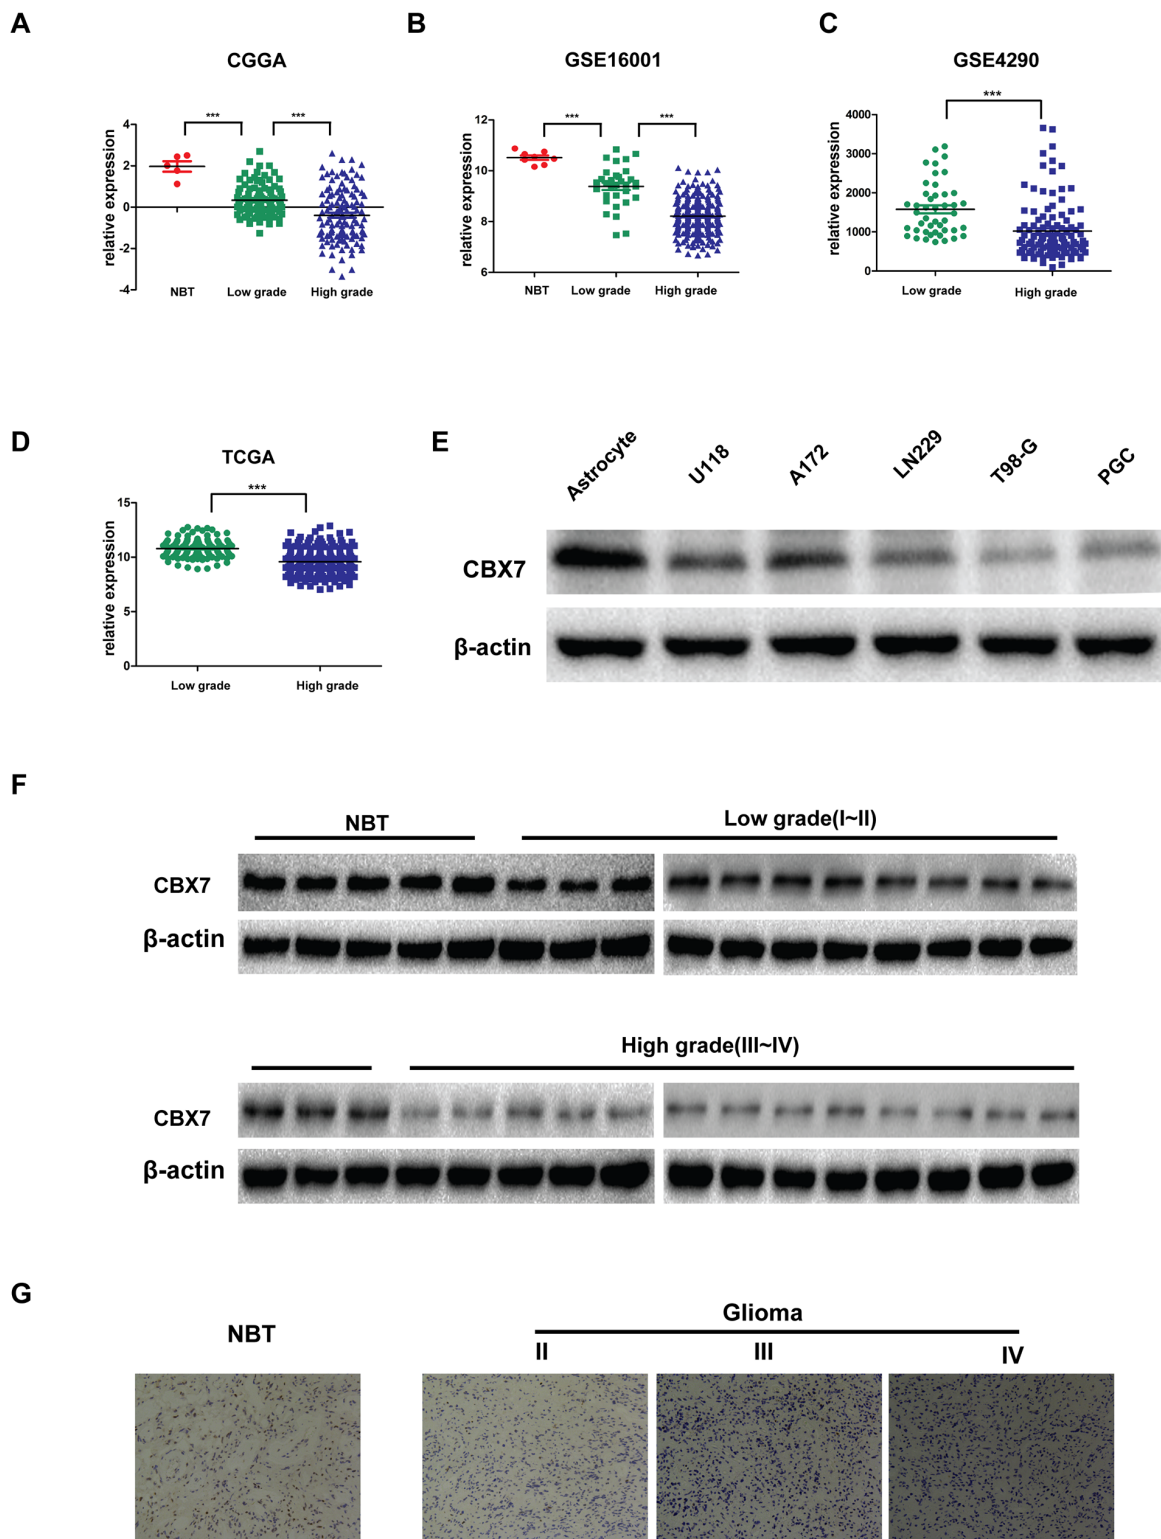 A
B
C
CGGA
GSE16001
GSE4290
relative expression
4
2
0
-2
-4
***
***
NBT
Low grade
High grade
relative expression
12
10
8
6
***
***
NBT
Low grade
High grade
relative expression
4000
3000
2000
1000
0
***
Low grade
High grade
D
TCGA
relative expression
15
10
5
0
***
Low grade
High grade
E
Astrocyte
U118
A172
LN229
T98-G
PGC
CBX7
β-actin
F
NBT
Low grade(I~II)
CBX7
β-actin
High grade(III~IV)
CBX7
β-actin
G
NBT
Glioma
II
III
IV